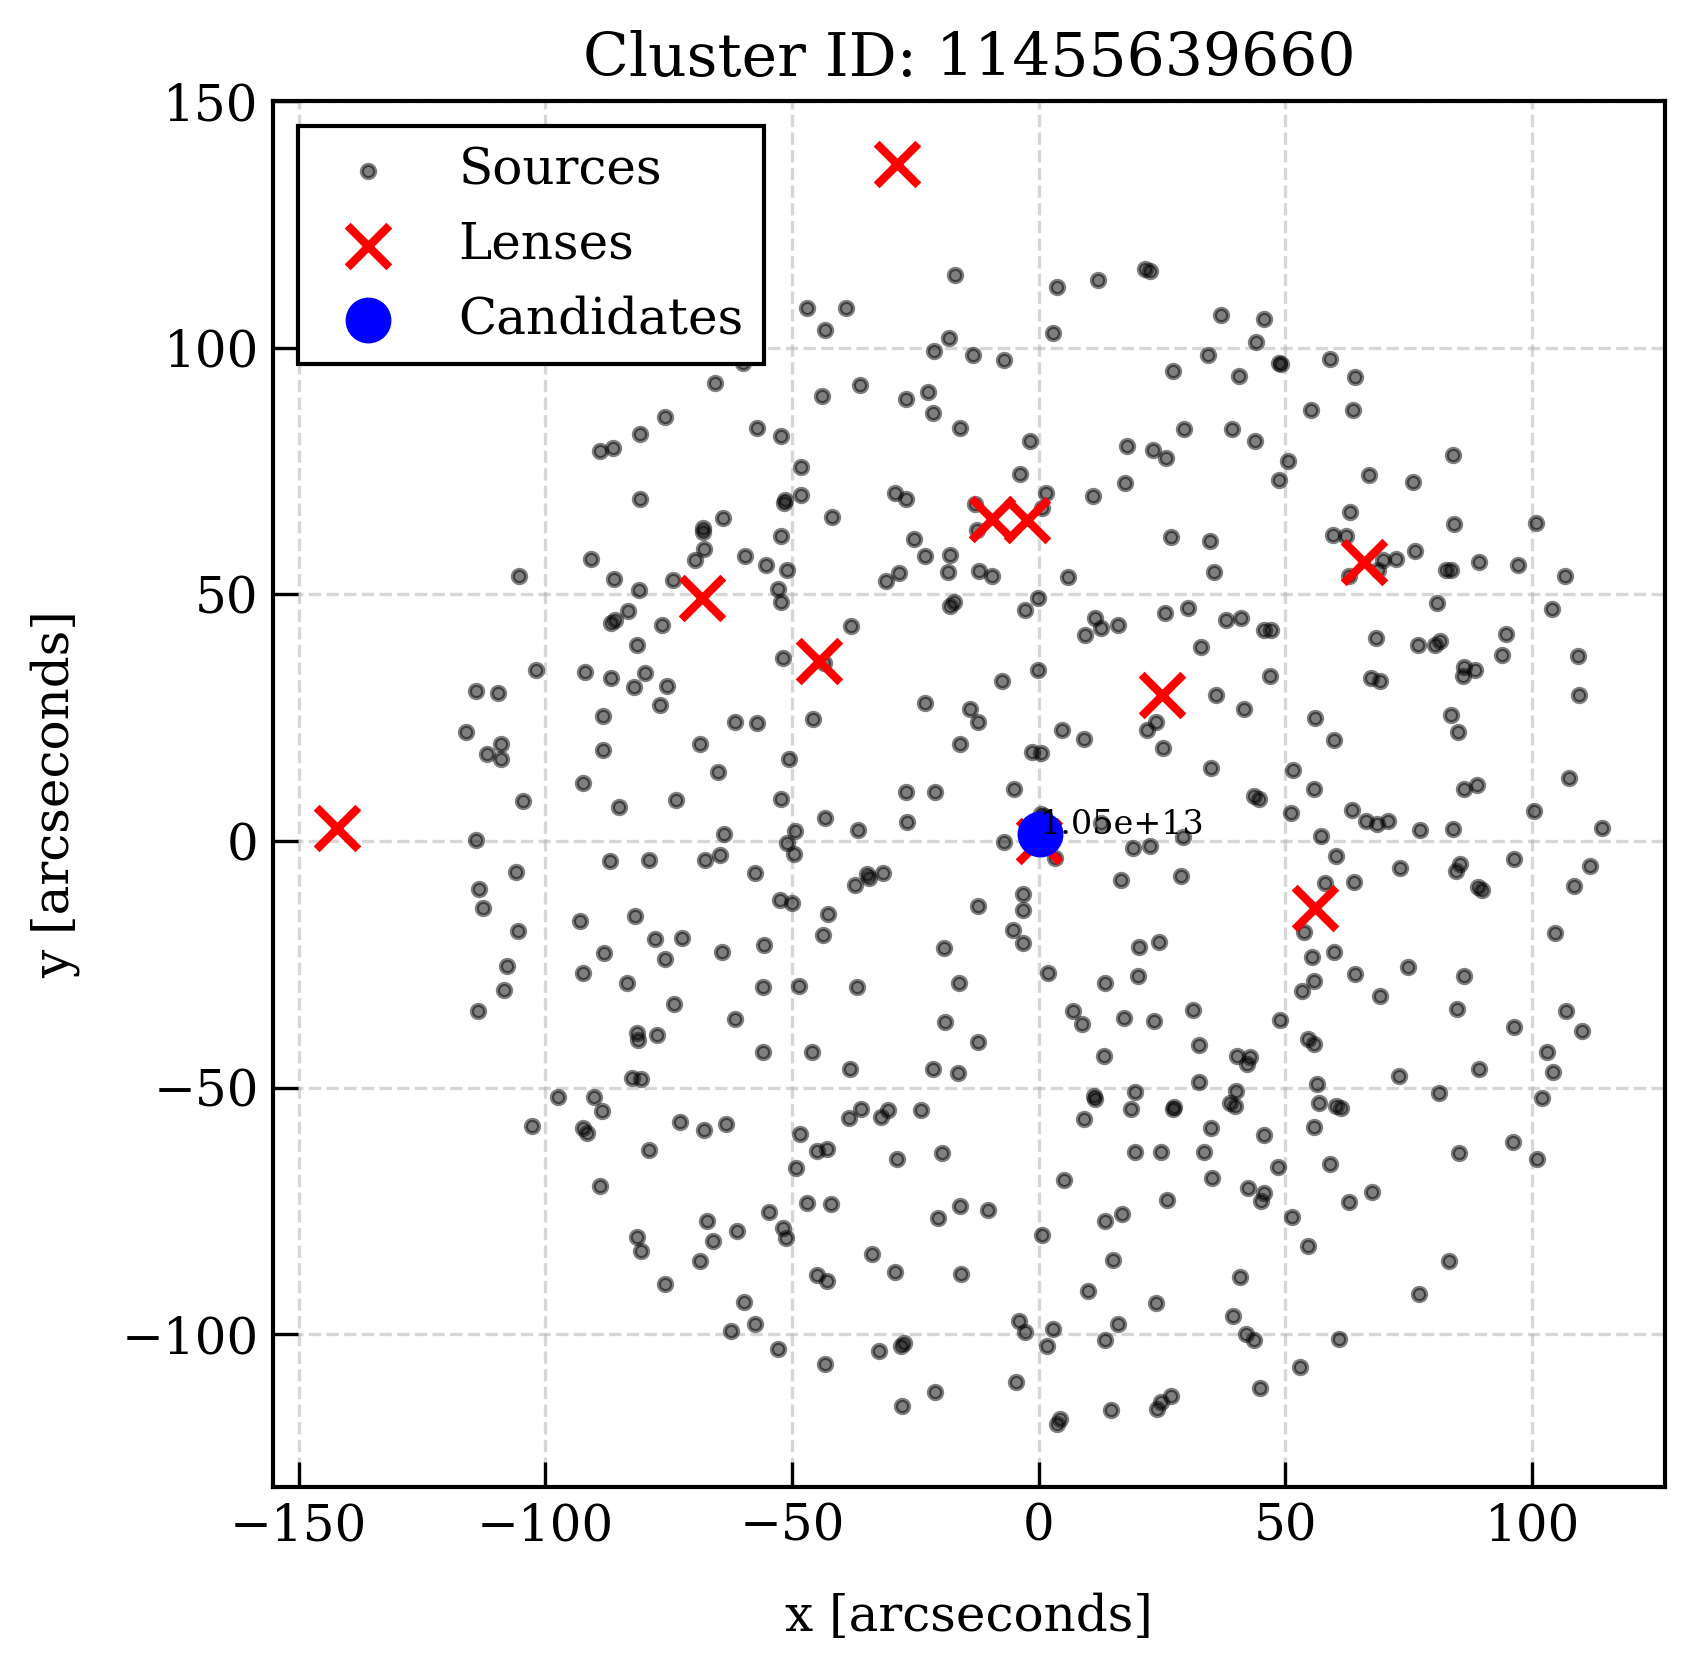 Cluster ID: 11455639660
Sources
Lenses
Candidates
150
100
50
0
−50
−100
y [arcseconds]
1.05e+13
−150
−100
−50
0
50
100
x [arcseconds]